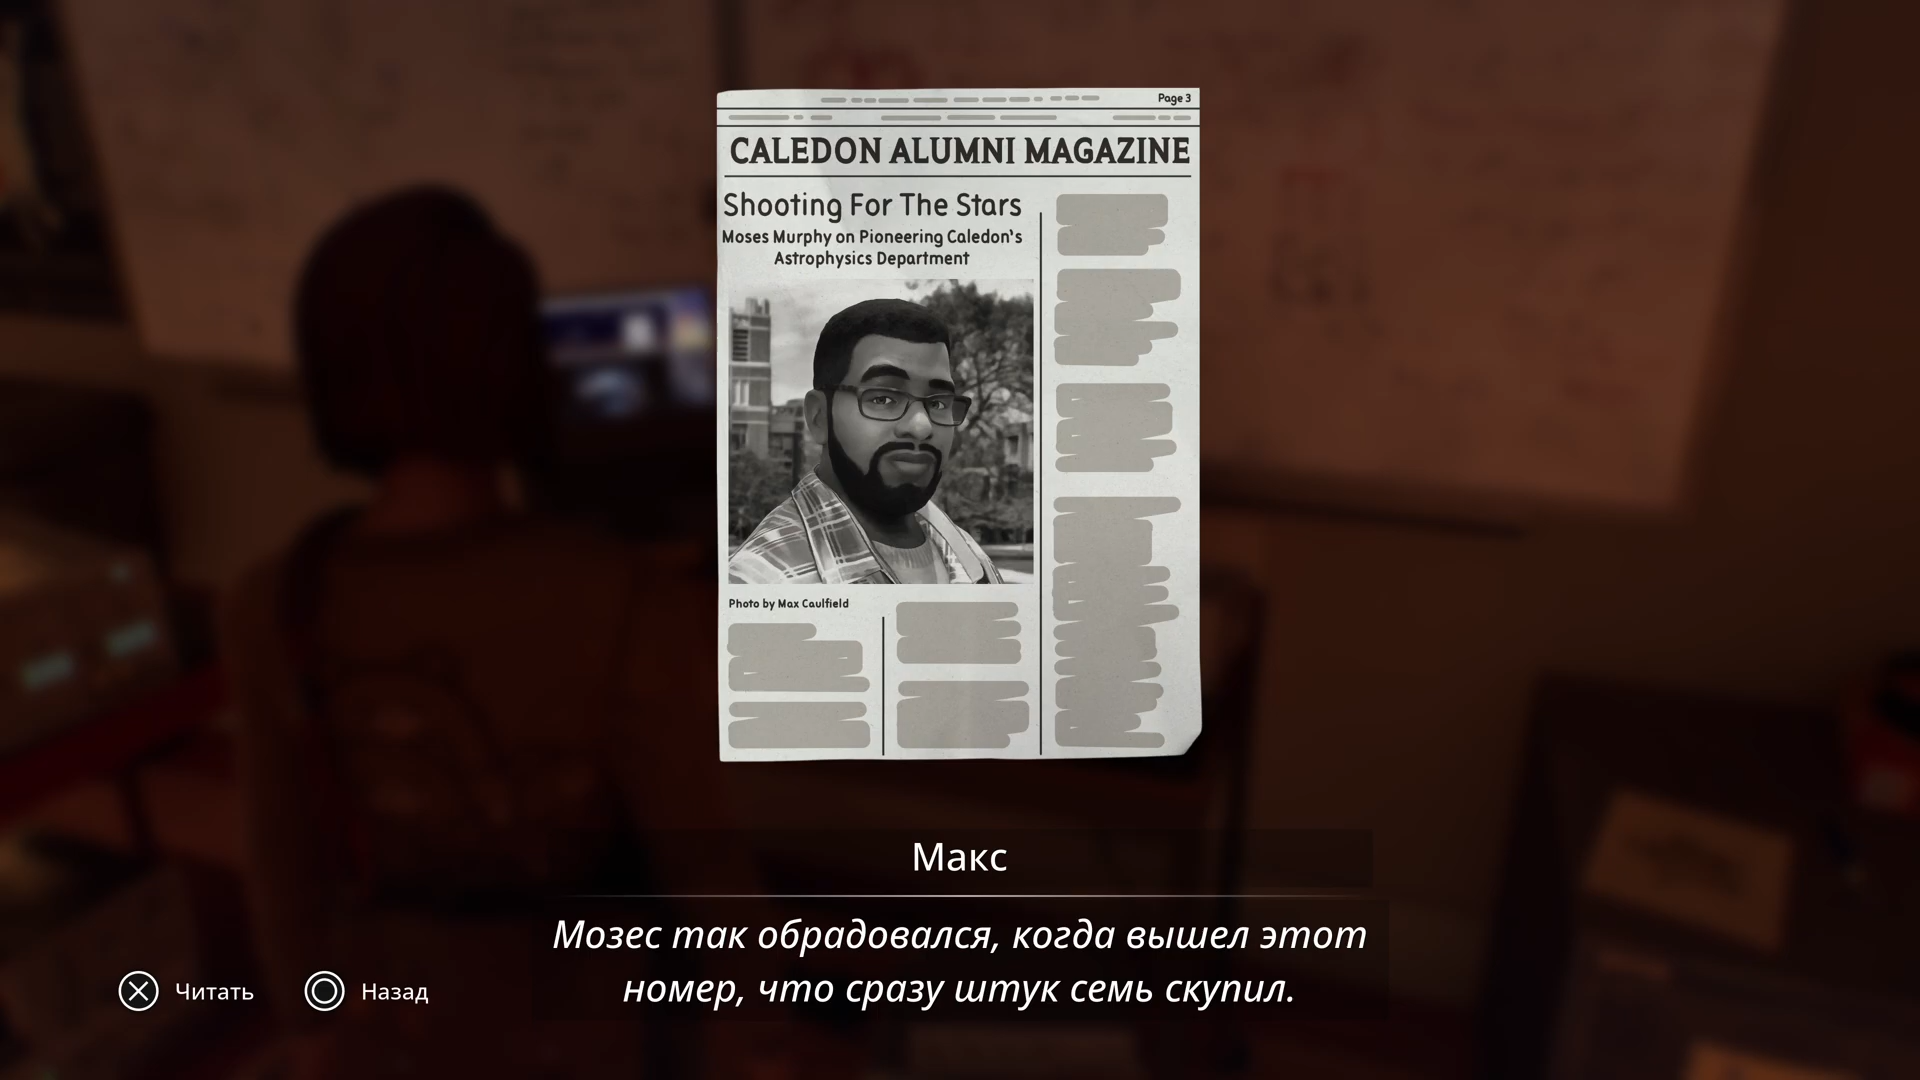 Page 3
CALEDON ALUMNI MAGAZINE
Shooting For The Stars
Moses Murphy on Pioneering Caledon's
Astrophysics Department
Photo by Max Caulfield
Макс
Мозес так обрадовался, когда вышел этот
номер, что сразу штук семь скупил.
Читать
Назад